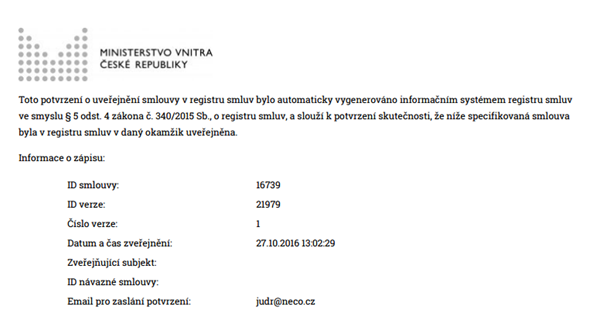 MINISTERSTVO VNITRA
ČESKÉ REPUBLIKY
Toto potvrzení o uveřejnění smlouvy v registru smluv bylo automaticky vygenerováno informačním systémem registru smluv
ve smyslu § 5 odst. 4 zákona č. 340/2015 Sb., o registru smluv, a slouží k potvrzení skutečnosti, že níže specifikovaná smlouva
byla v registru smluv v daný okamžik uveřejněna.
Informace o zápisu:
ID smlouvy: 16739
ID verze: 21979
Číslo verze: 1
Datum a čas zveřejnění: 27.10.2016 13:02:29
Zveřejňující subjekt:
ID návazné smlouvy:
Email pro zaslání potvrzení: judr@neco.cz